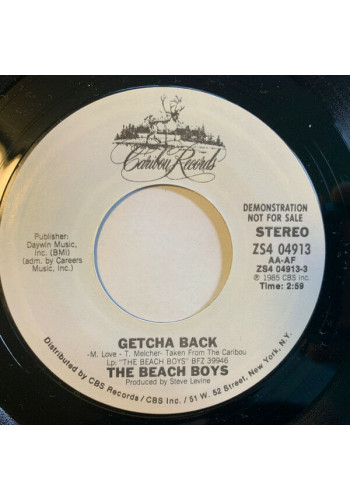 Caribou Records
DEMONSTRATION
NOT FOR SALE
STEREO
ZS4 04913
AA-AF
ZS4 04913-3
℗ 1985 CBS Inc.
Time: 2:59
Publisher:
Daywin Music,
Inc. (BMI)
(adm. by Careers
Music, Inc.)
GETCHA BACK
-M. Love - T. Melcher- Taken From The Caribou
Lp: "THE BEACH BOYS" BFZ 39946
THE BEACH BOYS
Produced by Steve Levine
Distributed by CBS Records / CBS Inc. / 51 W. 52 Street, New York, N.Y.